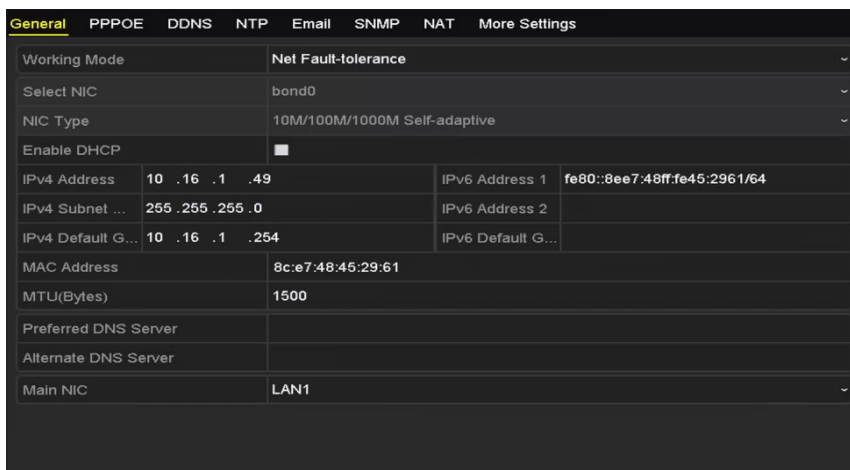 General PPPOE DDNS NTP Email SNMP NAT More Settings
Working Mode Net Fault-tolerance
Select NIC bond0
NIC Type 10M/100M/1000M Self-adaptive
Enable DHCP
IPv4 Address 10 .16 .1 .49 IPv6 Address 1 fe80::8ee7:48ff:fe45:2961/64
IPv4 Subnet ... 255.255.255.0 IPv6 Address 2
IPv4 Default G... 10 .16 .1 .254 IPv6 Default G...
MAC Address 8c:e7:48:45:29:61
MTU(Bytes) 1500
Preferred DNS Server
Alternate DNS Server
Main NIC LAN1